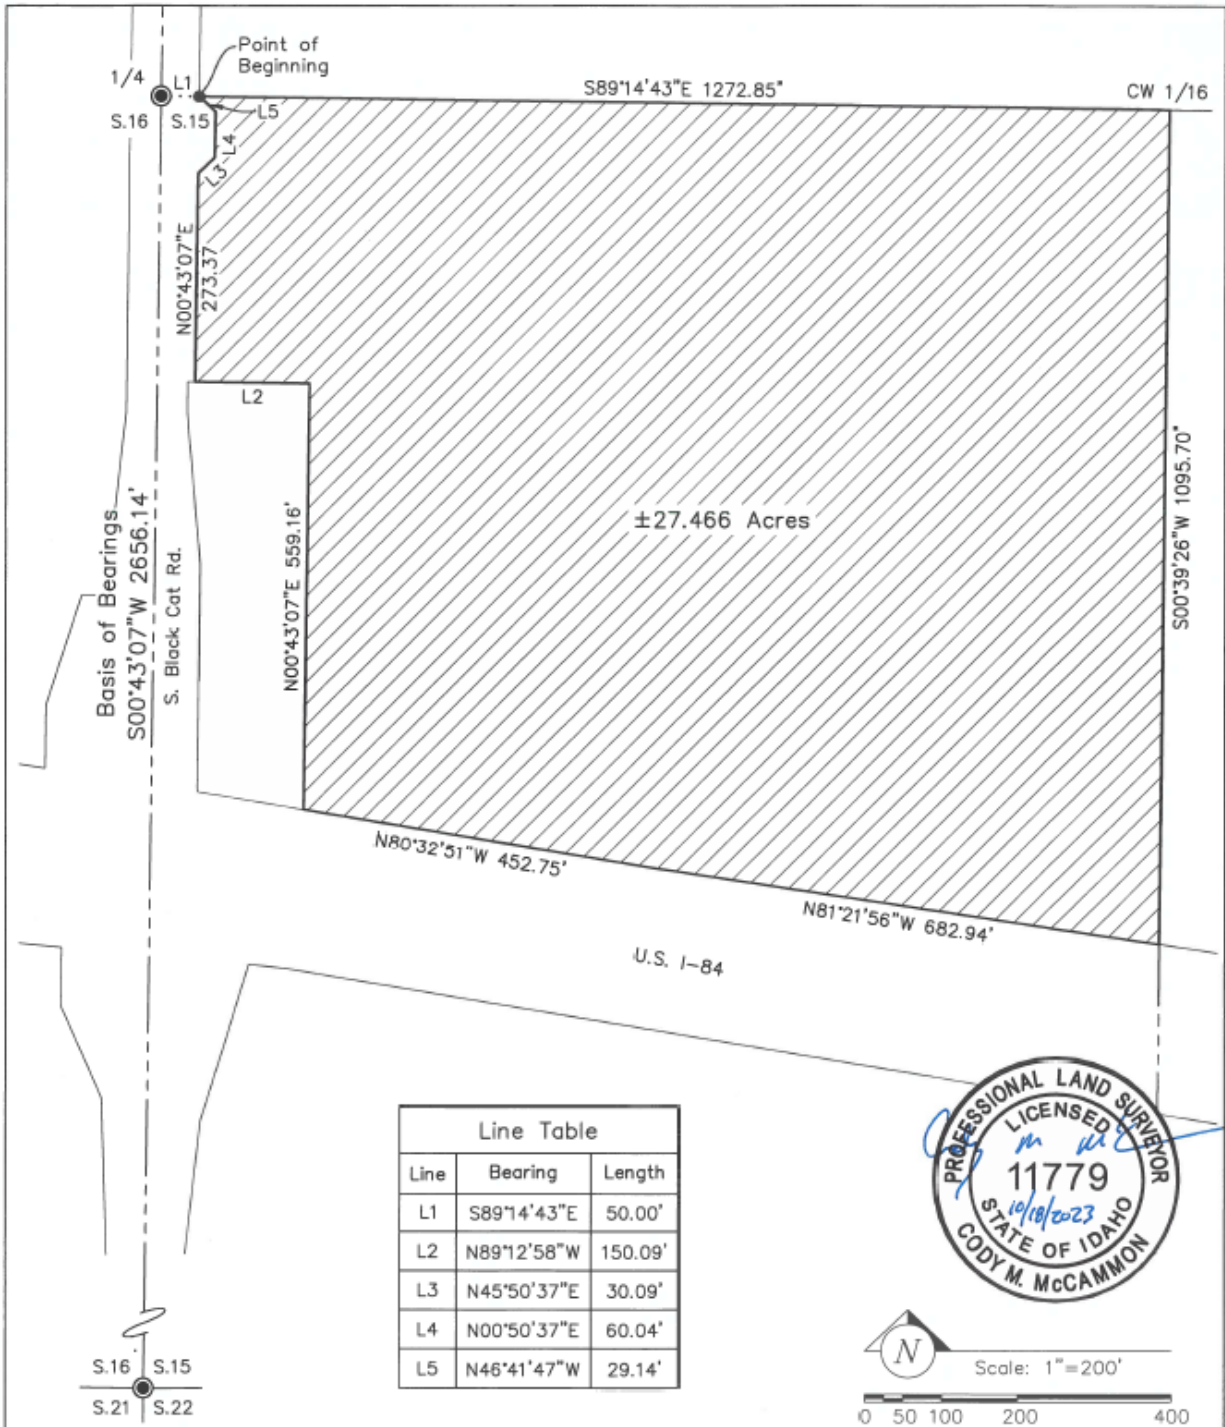 Point of
Beginning
1/4
L1
S89°14'43"E 1272.85"
CW 1/16
S.16
S.15
L5
L4
L3
N00°43'07"E
273.37
L2
Basis of Bearings
S00°43'07"W 2656.14'
S. Black Cat Rd.
N00°43'07"E 559.16'
±27.466 Acres
S00°39'26"W 1095.70"
N80°32'51"W 452.75'
N81°21'56"W 682.94'
U.S. I-84
Line Table
Line Bearing Length
L1 S89°14'43"E 50.00'
L2 N89°12'58"W 150.09'
L3 N45°50'37"E 30.09'
L4 N00°50'37"E 60.04'
L5 N46°41'47"W 29.14'
PROFESSIONAL LAND SURVEYOR
LICENSED
11779
10/18/2023
STATE OF IDAHO
CODY M. McCAMMON
S.16 S.15
S.21 S.22
N
Scale: 1"=200'
0 50 100 200 400